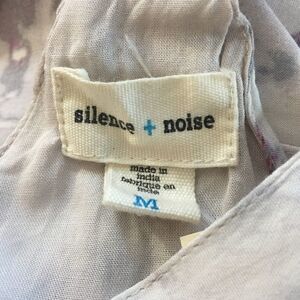 silence + noise
made in
india
fabriqué en
inde
M